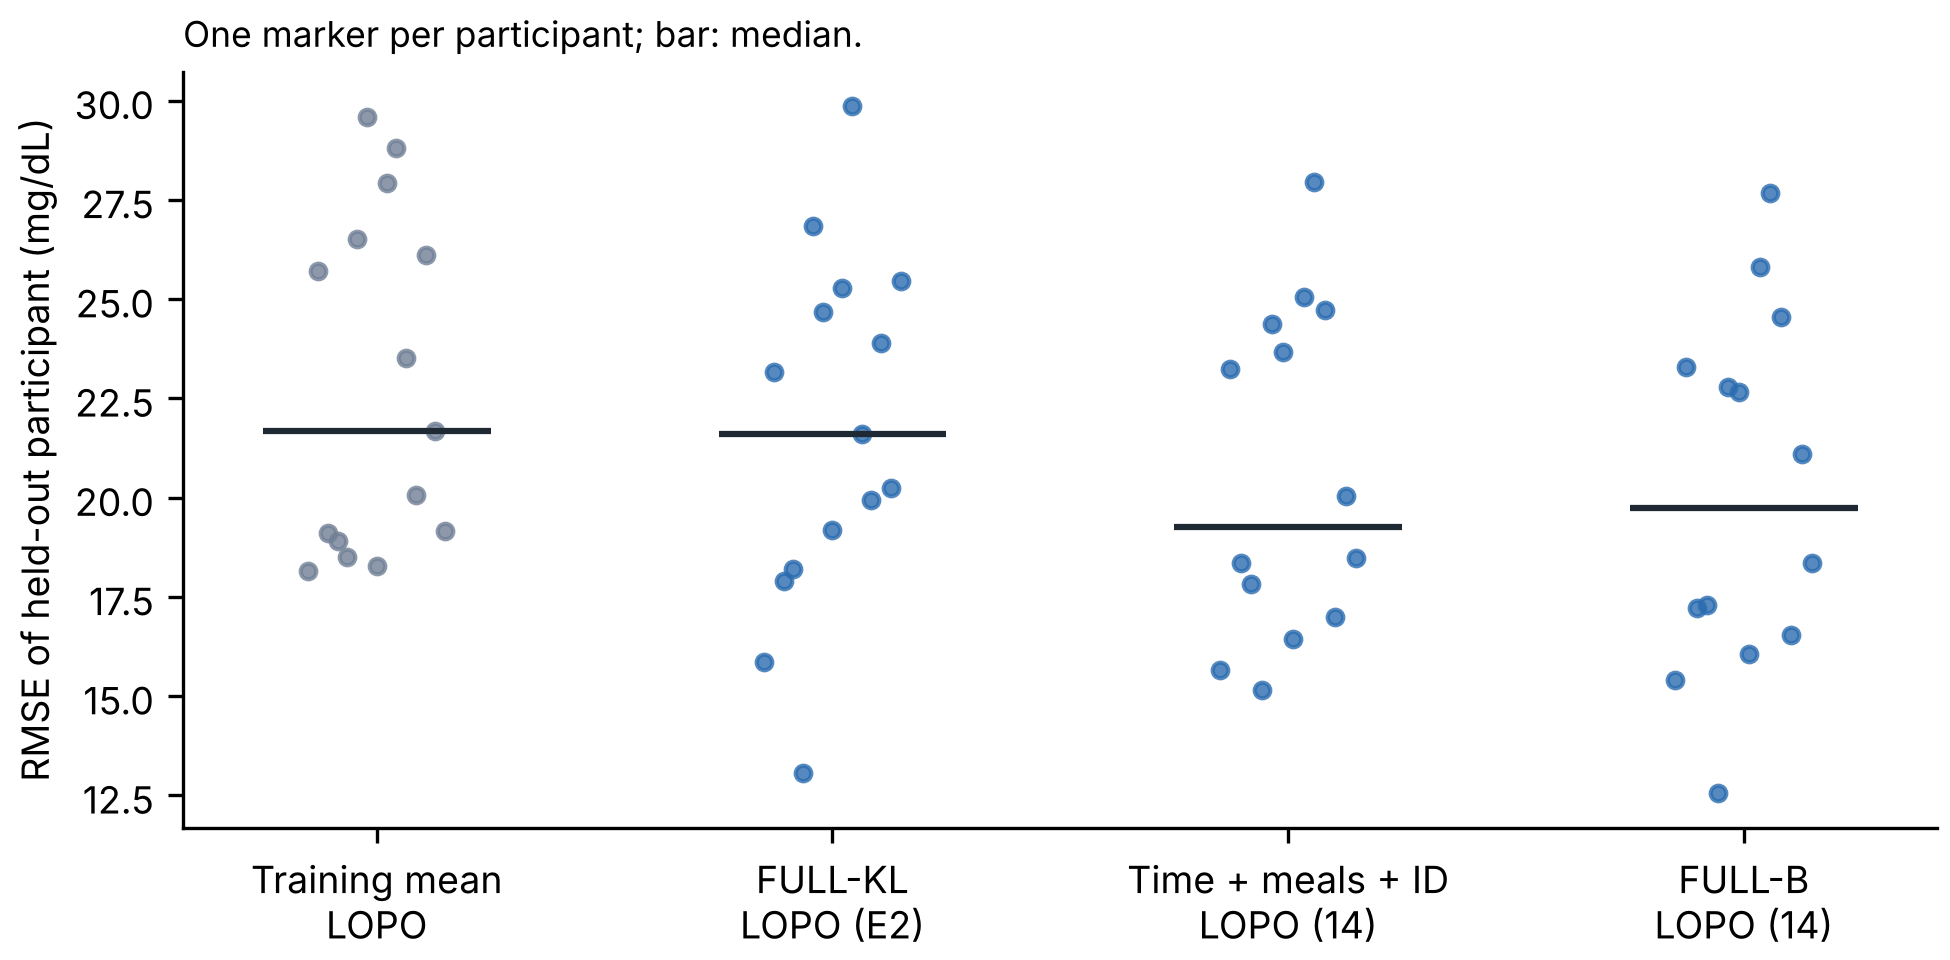 One marker per participant; bar: median.
RMSE of held-out participant (mg/dL)
30.0
27.5
25.0
22.5
20.0
17.5
15.0
12.5
Training mean
LOPO
FULL-KL
LOPO (E2)
Time + meals + ID
LOPO (14)
FULL-B
LOPO (14)